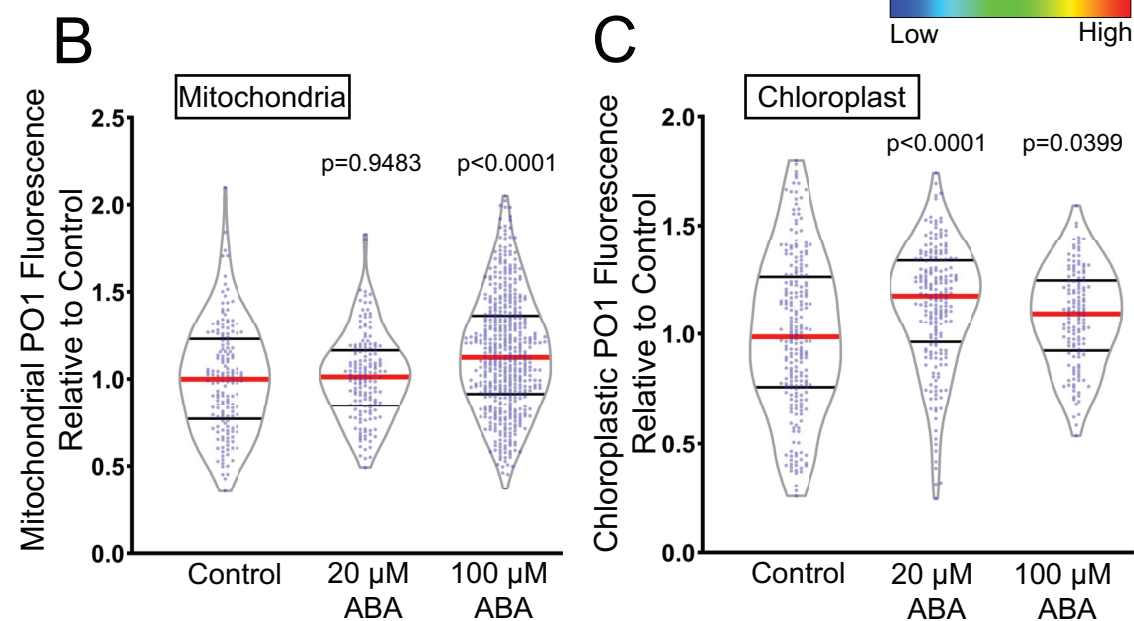 Low
High
B
Mitochondria
Mitochondrial PO1 Fluorescence
Relative to Control
2.5
2.0
1.5
1.0
0.5
0.0
p=0.9483
p<0.0001
Control
20 µM
ABA
100 µM
ABA
C
Chloroplast
Chloroplastic PO1 Fluorescence
Relative to Control
2.0
1.5
1.0
0.5
0.0
p<0.0001
p=0.0399
Control
20 µM
ABA
100 µM
ABA